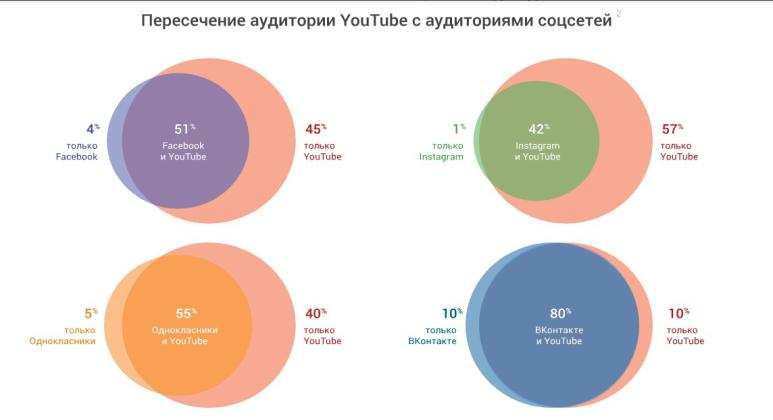 Пересечение аудитории YouTube с аудиториями соцсетей 2
4%
только
Facebook
51%
Facebook
и YouTube
45%
только
YouTube
1%
только
Instagram
42%
Instagram
и YouTube
57%
только
YouTube
5%
только
Однокласники
55%
Однокласники
и YouTube
40%
только
YouTube
10%
только
ВКонтакте
80%
ВКонтакте
и YouTube
10%
только
YouTube